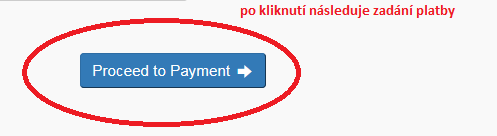 po kliknutí následuje zadání platby
Proceed to Payment